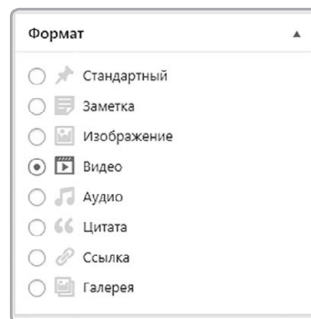 Формат
Стандартный
Заметка
Изображение
Видео
Аудио
Цитата
Ссылка
Галерея